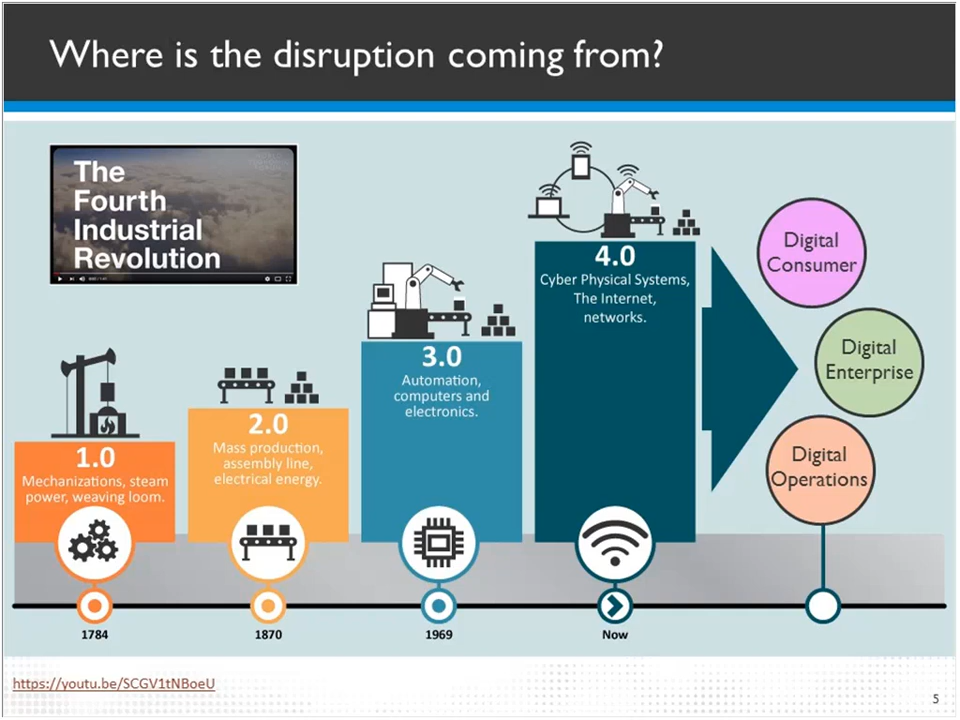 Where is the disruption coming from?
The
Fourth
Industrial
Revolution
1.0
Mechanizations, steam
power, weaving loom.
2.0
Mass production,
assembly line,
electrical energy.
3.0
Automation,
computers and
electronics.
4.0
Cyber Physical Systems,
The Internet,
networks.
Digital
Consumer
Digital
Enterprise
Digital
Operations
1784
1870
1969
Now
https://youtu.be/SCGV1tNBoeU
5